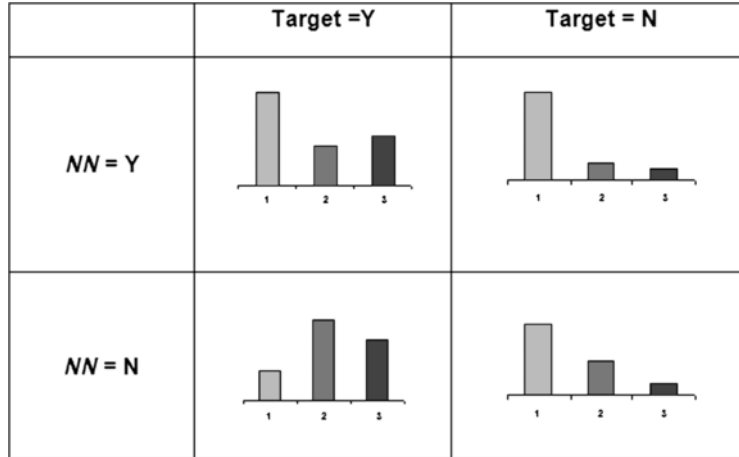 Target =Y Target = N
NN = Y
1 2 3
1 2 3
NN = N
1 2 3
1 2 3